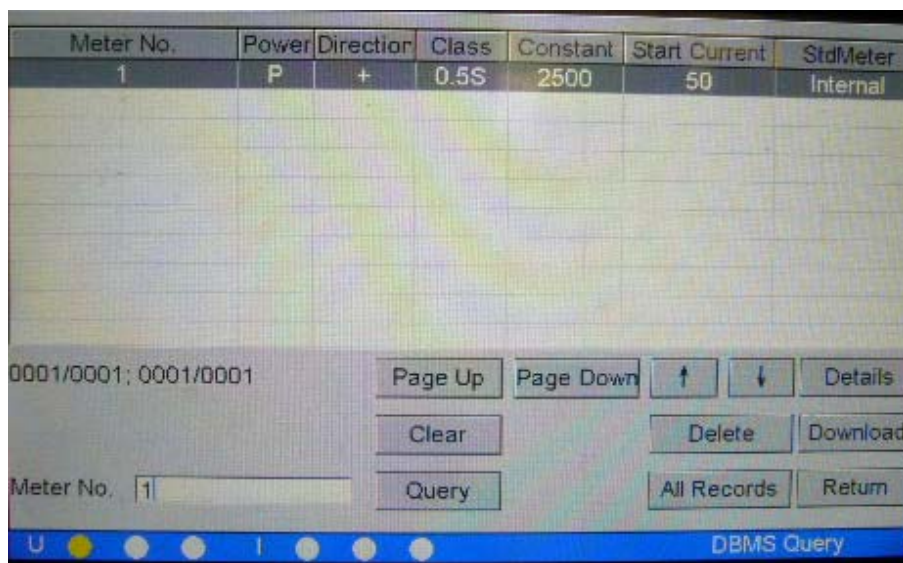 Meter No. Power Direction Class Constant Start Current StdMeter
1 P + 0.5S 2500 50 Internal
0001/0001; 0001/0001 Page Up Page Down ↑ ↓ Details
Clear Delete Download
Meter No. 1 Query All Records Return
U I DBMS Query